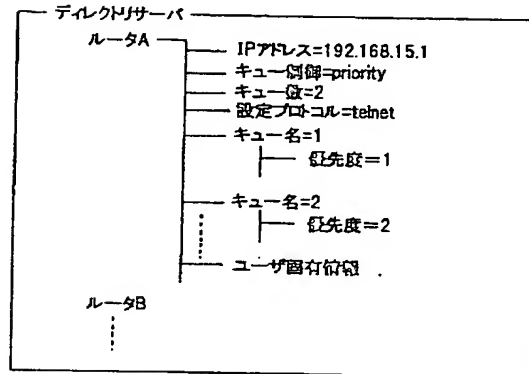 ディレクトリサーバ
ルータA
IPアドレス=192.168.15.1
キュー制御=priority
キュー数=2
設定プロトコル=telnet
キュー名=1
優先度=1
キュー名=2
優先度=2
ユーザ固有情報
ルータB